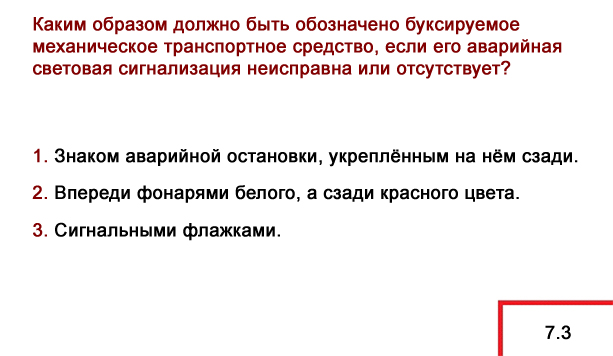 Каким образом должно быть обозначено буксируемое
механическое транспортное средство, если его аварийная
световая сигнализация неисправна или отсутствует?
1. Знаком аварийной остановки, укреплённым на нём сзади.
2. Впереди фонарями белого, а сзади красного цвета.
3. Сигнальными флажками.
7.3